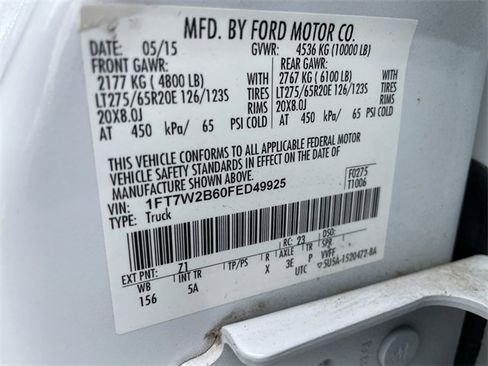 MFD. BY FORD MOTOR CO.
DATE: 05/15 GVWR: 4536 KG (10000 LB)
FRONT GAWR: REAR GAWR:
2177 KG ( 4800 LB) WITH 2767 KG ( 6100 LB) WITH
LT275/65R20E 126/123S TIRES LT275/65R20E 126/123S TIRES
20X8.0J RIMS 20X8.0J RIMS
AT 450 kPa/ 65 PSI COLD AT 450 kPa/ 65 PSI COLD
THIS VEHICLE CONFORMS TO ALL APPLICABLE FEDERAL MOTOR
VEHICLE SAFETY STANDARDS IN EFFECT ON THE DATE OF
MANUFACTURE SHOWN ABOVE.
VIN: 1FT7W2B60FED49925 F0275
TYPE: Truck T1006
EXT PNT: Z1 RC: 23 DSO:
WB INT TR TP/PS R AXLE TR SPR
156 5A X 3E P VVFF
UTC 5U5A-1520472-BA